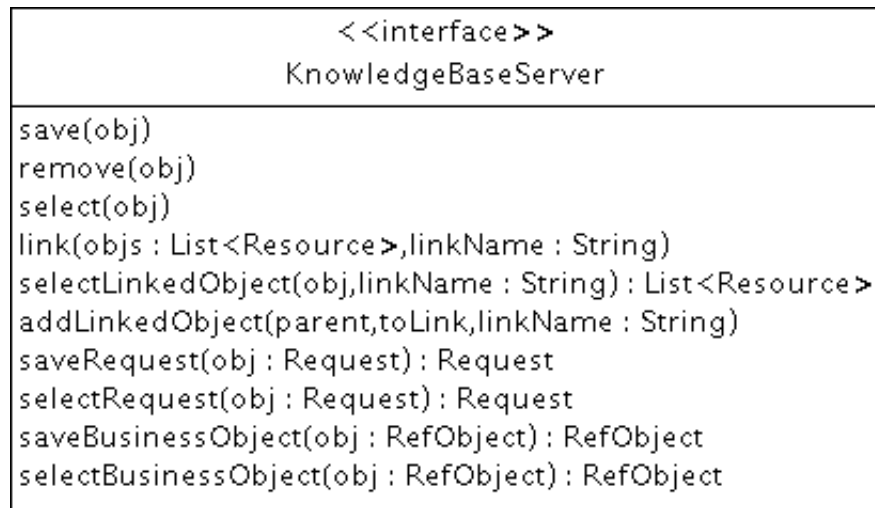 <<interface>>
KnowledgeBaseServer
save(obj)
remove(obj)
select(obj)
link(objs : List<Resource>,linkName : String)
selectLinkedObject(obj,linkName : String) : List<Resource>
addLinkedObject(parent,toLink,linkName : String)
saveRequest(obj : Request) : Request
selectRequest(obj : Request) : Request
saveBusinessObject(obj : RefObject) : RefObject
selectBusinessObject(obj : RefObject) : RefObject